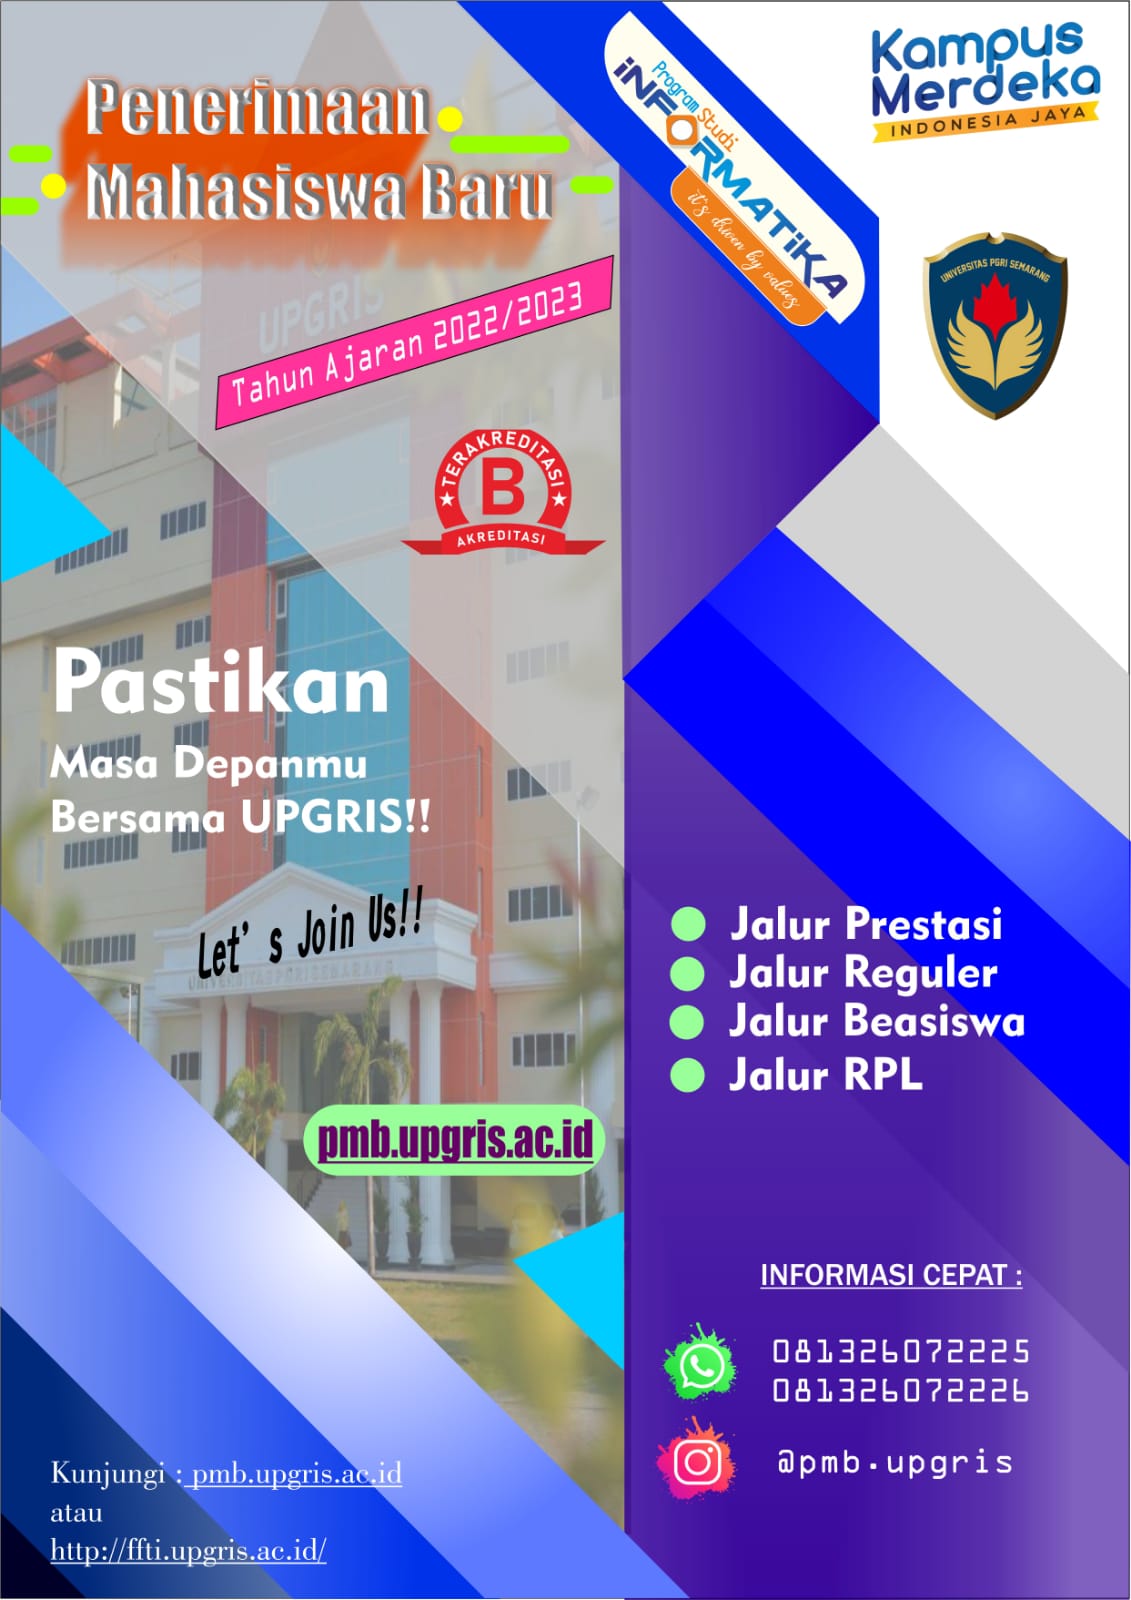 Penerimaan
Mahasiswa Baru
Tahun Ajaran 2022/2023
UPGRIS
Program Studi
iNFORMATiKA
it's driven by values
Kampus
Merdeka
INDONESIA JAYA
UNIVERSITAS PGRI SEMARANG
TERAKREDITASI
B
AKREDITASI
Pastikan
Masa Depanmu
Bersama UPGRIS!!
Let's Join Us!!
UNIVERSITAS PGRI SEMARANG
pmb.upgris.ac.id
Jalur Prestasi
Jalur Reguler
Jalur Beasiswa
Jalur RPL
INFORMASI CEPAT :
081326072225
081326072226
@pmb.upgris
Kunjungi : pmb.upgris.ac.id
atau
http://ffti.upgris.ac.id/